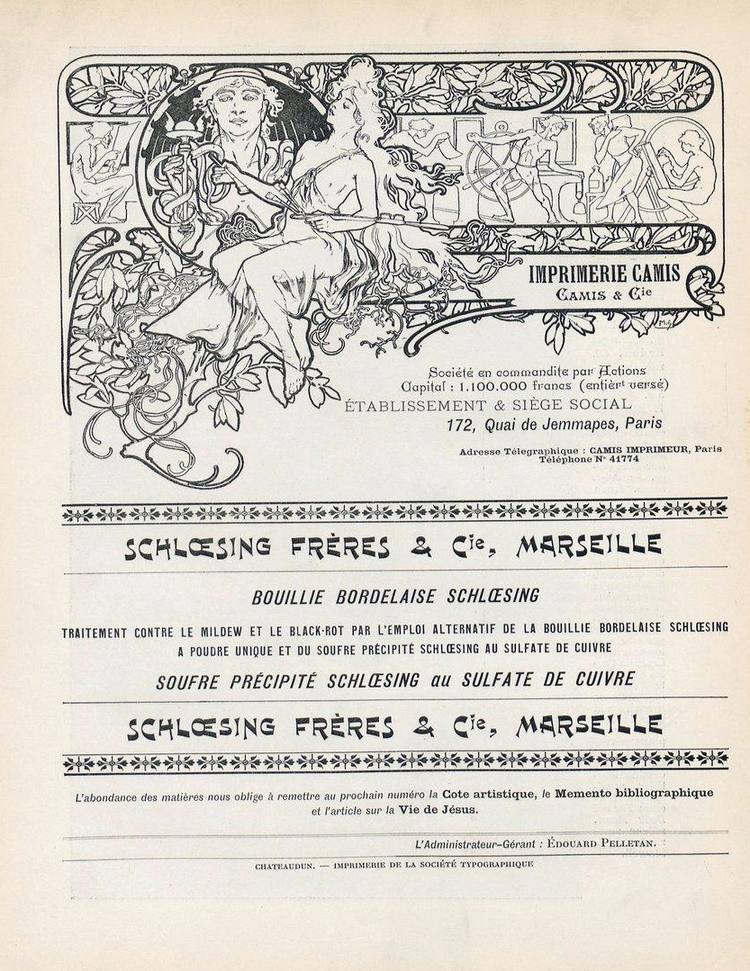 IMPRIMERIE CAMIS
CAMIS & Cie
Société en commandite par Actions
Capital : 1.100.000 francs (entièrt versé)
ÉTABLISSEMENT & SIÈGE SOCIAL
172, Quai de Jemmapes, Paris
Adresse Télegraphique : CAMIS IMPRIMEUR, Paris
Téléphone No 41774
SCHLŒSING FRÈRES & Cie, MARSEILLE
BOUILLIE BORDELAISE SCHLŒSING
TRAITEMENT CONTRE LE MILDEW ET LE BLACK-ROT PAR L'EMPLOI ALTERNATIF DE LA BOUILLIE BORDELAISE SCHLŒSING
A POUDRE UNIQUE ET DU SOUFRE PRÉCIPITÉ SCHLŒSING AU SULFATE DE CUIVRE
SOUFRE PRÉCIPITÉ SCHLŒSING au SULFATE DE CUIVRE
SCHLŒSING FRÈRES & Cie, MARSEILLE
L'abondance des matières nous oblige à remettre au prochain numéro la Cote artistique, le Memento bibliographique
et l'article sur la Vie de Jésus.
L'Administrateur-Gérant : ÉDOUARD PELLETAN.
CHATEAUDUN. — IMPRIMERIE DE LA SOCIÉTÉ TYPOGRAPHIQUE